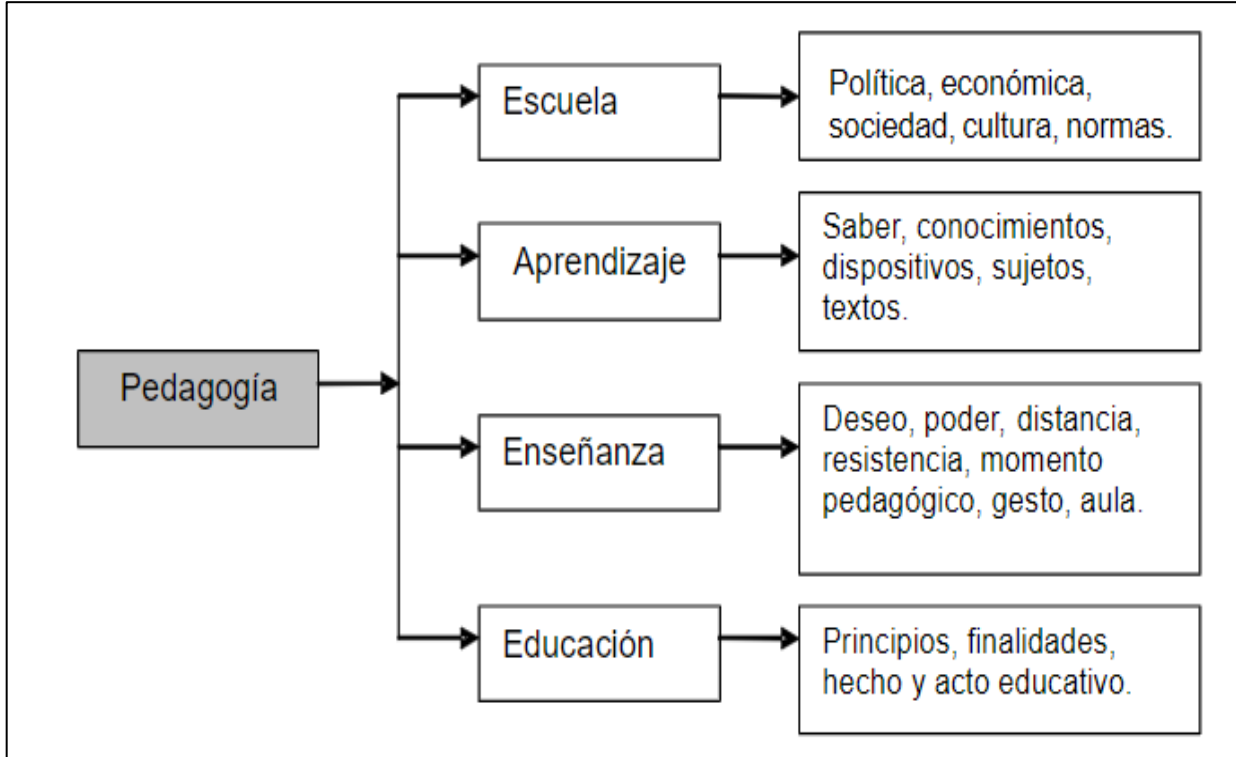 Escuela
Política, económica,
sociedad, cultura, normas.
Aprendizaje
Saber, conocimientos,
dispositivos, sujetos,
textos.
Pedagogía
Enseñanza
Deseo, poder, distancia,
resistencia, momento
pedagógico, gesto, aula.
Educación
Principios, finalidades,
hecho y acto educativo.